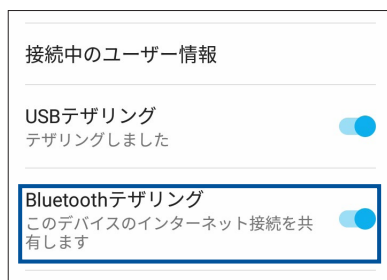 接続中のユーザー情報
USBテザリング
テザリングしました
Bluetoothテザリング
このデバイスのインターネット接続を共
有します